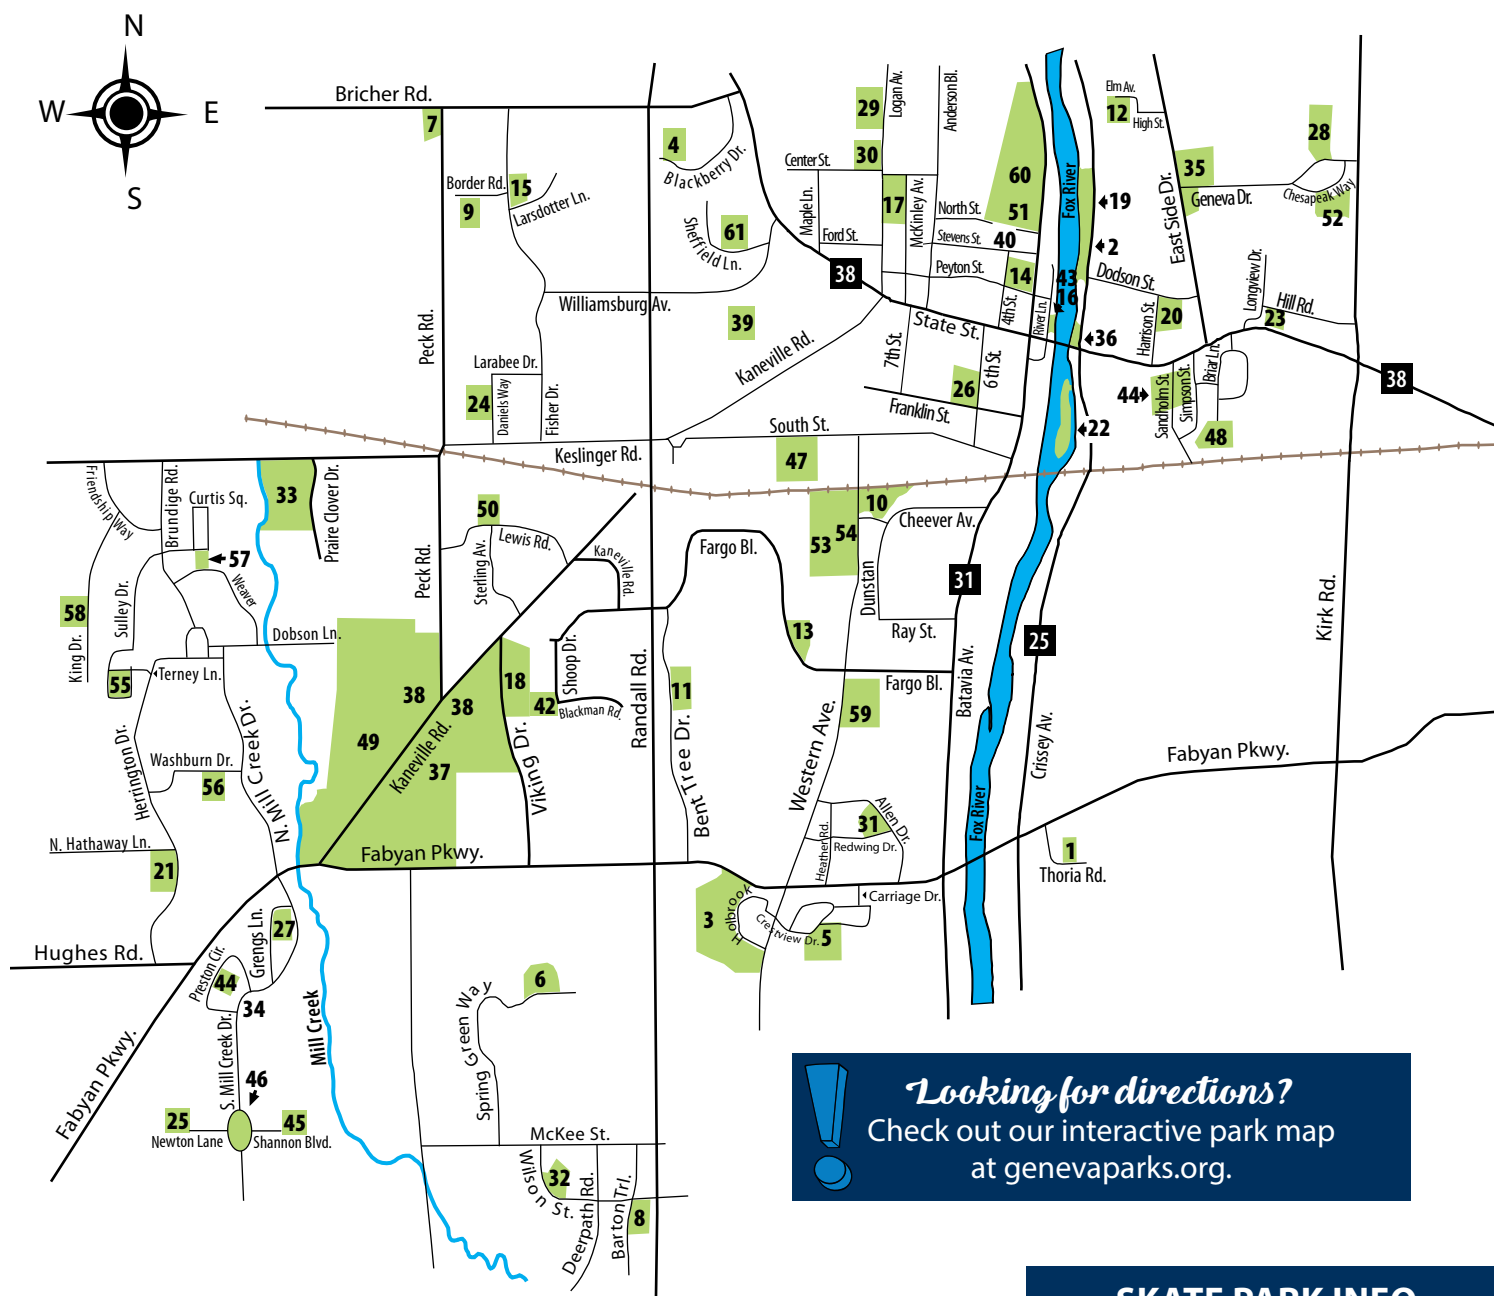 N
W
E
S
Bricher Rd.
7
Border Rd.
15
9
Larsdotter Ln.
4
Blackberry Dr.
Sheffield Ln.
61
29
Logan Av.
Anderson Bl.
30
Center St.
Maple Ln.
17
McKinley Av.
North St.
Ford St.
Stevens St.
40
60
51
Fox River
Elm Av.
12
High St.
28
35
East Side Dr.
Geneva Dr.
Chesapeak Way
52
19
2
38
Peyton St.
14
43
16
Dodson St.
Longview Dr.
Hill Rd.
23
Williamsburg Av.
Peck Rd.
39
Kaneville Rd.
State St.
4th St.
River Ln.
36
Harrison St.
20
7th St.
6th St.
26
Franklin St.
Larabee Dr.
24
Daniels Way
Fisher Dr.
44
Sandholm St.
Simpson St.
Briar Ln.
38
22
48
South St.
Keslinger Rd.
47
Friendship Way
Brundige Rd.
Curtis Sq.
33
Prairie Clover Dr.
50
Lewis Rd.
Sterling Av.
Kaneville Rd.
Fargo Bl.
10
54
53
Cheever Av.
Dunstan
31
57
Weaver
58
King Dr.
Sulley Dr.
Peck Rd.
Dobson Ln.
Terney Ln.
55
13
Ray St.
25
Kirk Rd.
18
42
Shoop Dr.
Blackman Rd.
Randall Rd.
11
Bent Tree Dr.
Fargo Bl.
Batavia Av.
59
Western Ave.
38
38
49
37
Kaneville Rd.
Viking Dr.
Crissey Av.
Fabyan Pkwy.
Herrington Dr.
Washburn Dr.
56
N. Mill Creek Dr.
Allen Dr.
31
Redwing Dr.
Heather Rd.
Fox River
N. Hathaway Ln.
21
Fabyan Pkwy.
1
Thoria Rd.
Carriage Dr.
3
Holbrook
Crestview Dr.
5
Hughes Rd.
27
Grengs Ln.
Preston Cir.
44
34
Mill Creek
6
Spring Green Way
S. Mill Creek Dr.
46
Fabyan Pkwy.
25
45
Newton Lane
Shannon Blvd.
McKee St.
Wilson St.
32
Deerpath Rd.
Barton Trl.
8
Looking for directions?
Check out our interactive park map
at genevaparks.org.
SKATE PARK INFO